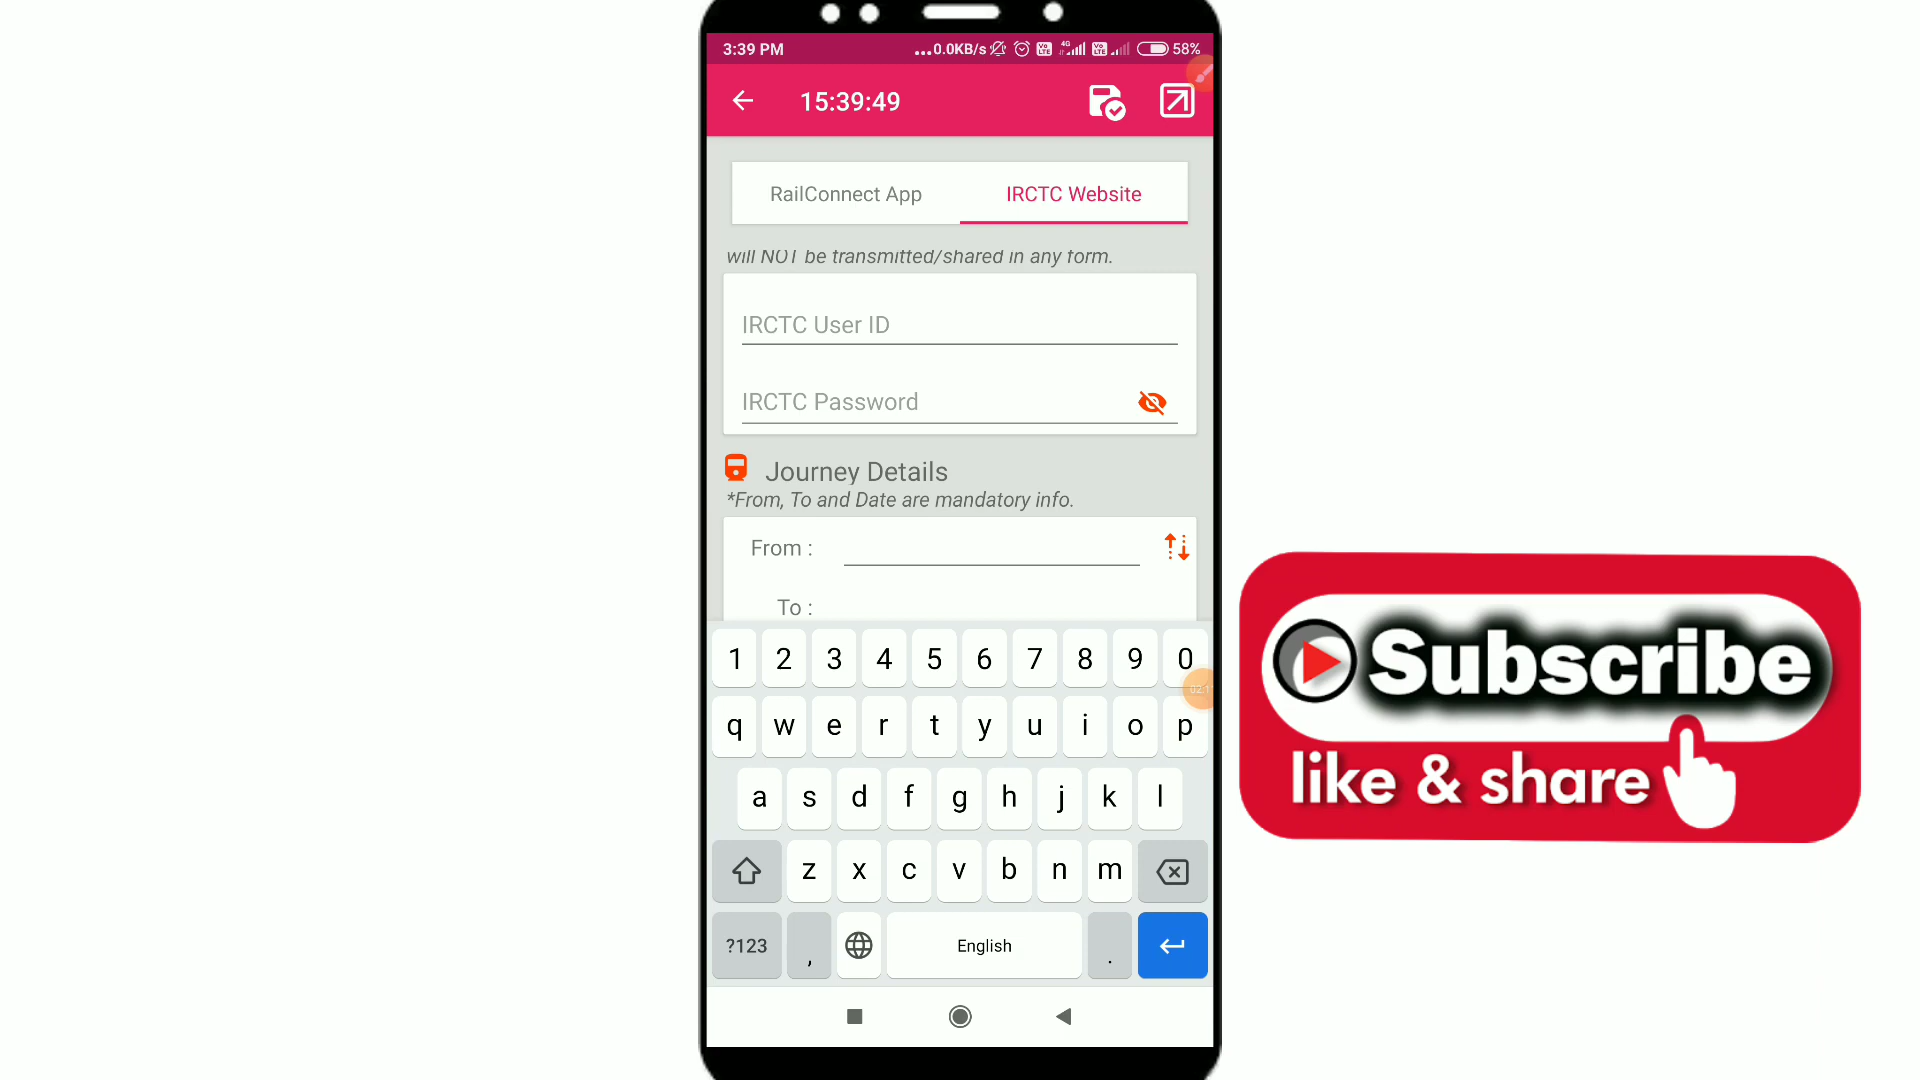 3:39 PM
...0.0KB/s 4G 58%
15:39:49
RailConnect App
IRCTC Website
will NOT be transmitted/shared in any form.
IRCTC User ID
IRCTC Password
Journey Details
*From, To and Date are mandatory info.
From :
To :
1 2 3 4 5 6 7 8 9 0
q w e r t y u i o p
a s d f g h j k l
z x c v b n m
?123 , English .
Subscribe
like & share